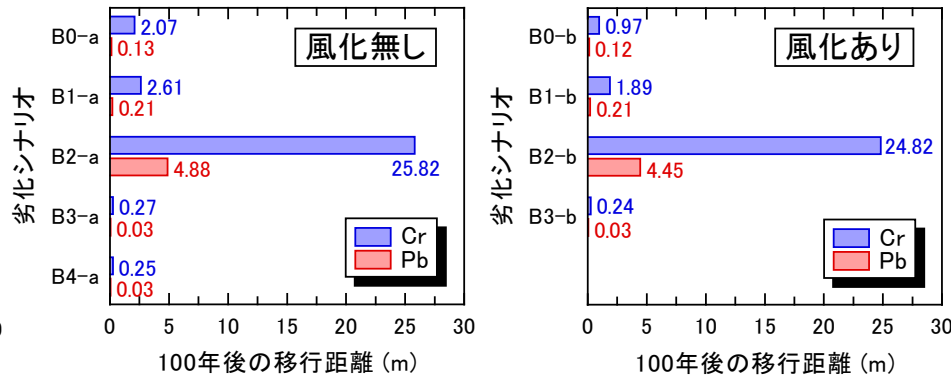 風化無し
劣化シナリオ
B0-a
2.07
0.13
B1-a
2.61
0.21
B2-a
25.82
4.88
B3-a
0.27
0.03
B4-a
0.25
0.03
Cr
Pb
0 5 10 15 20 25 30
100年後の移行距離 (m)
風化あり
劣化シナリオ
B0-b
0.97
0.12
B1-b
1.89
0.21
B2-b
24.82
4.45
B3-b
0.24
0.03
Cr
Pb
0 5 10 15 20 25 30
100年後の移行距離 (m)